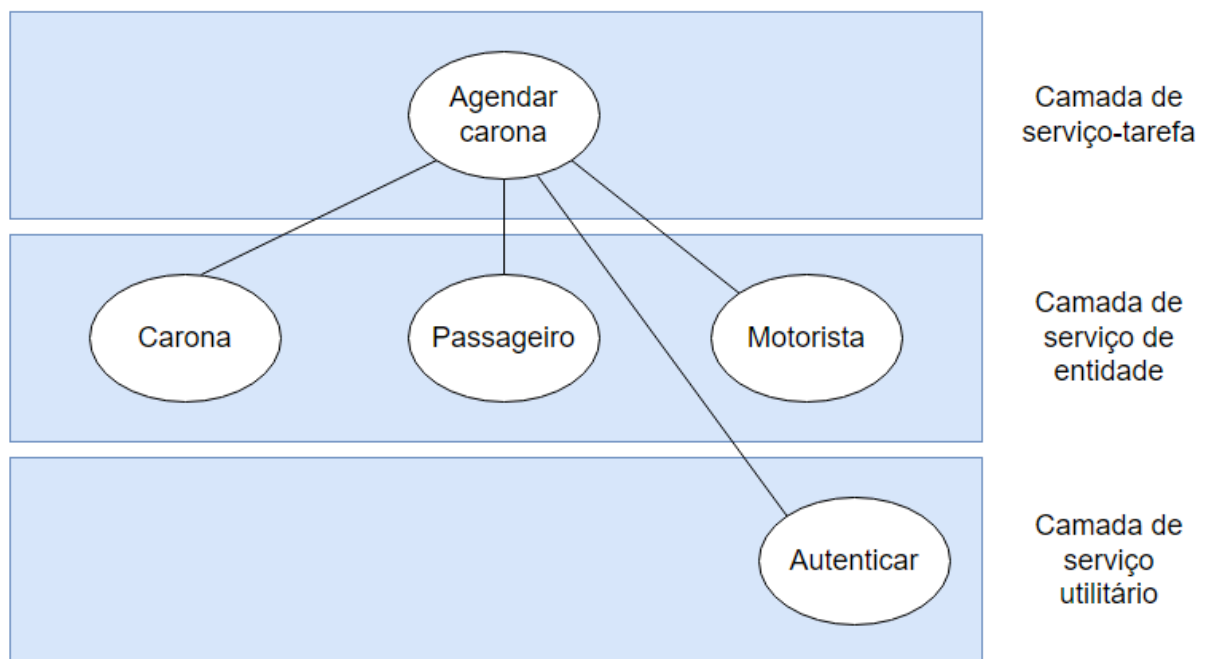 Agendar
carona
Camada de
serviço-tarefa
Carona
Passageiro
Motorista
Camada de
serviço de
entidade
Autenticar
Camada de
serviço
utilitário